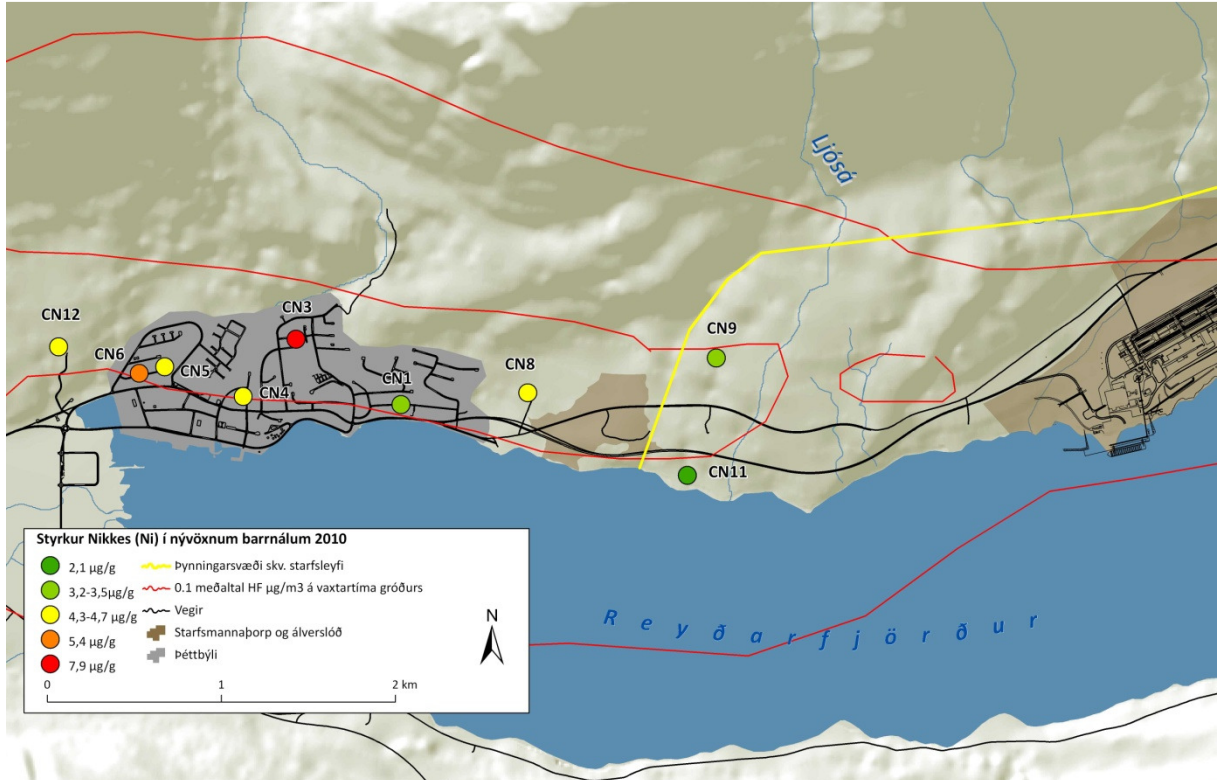 Ljósá
CN12
CN3
CN6
CN5
CN4
CN1
CN8
CN9
CN11
Reyðarfjörður
Styrkur Nikkes (Ni) í nývöxnum barrnálum 2010
2,1 µg/g
3,2-3,5µg/g
4,3-4,7 µg/g
5,4 µg/g
7,9 µg/g
Þynningarsvæði skv. starfsleyfi
0.1 meðaltal HF µg/m3 á vaxtartíma gróðurs
Vegir
Starfsmannaþorp og álverslóð
Þéttbýli
N
0 1 2 km